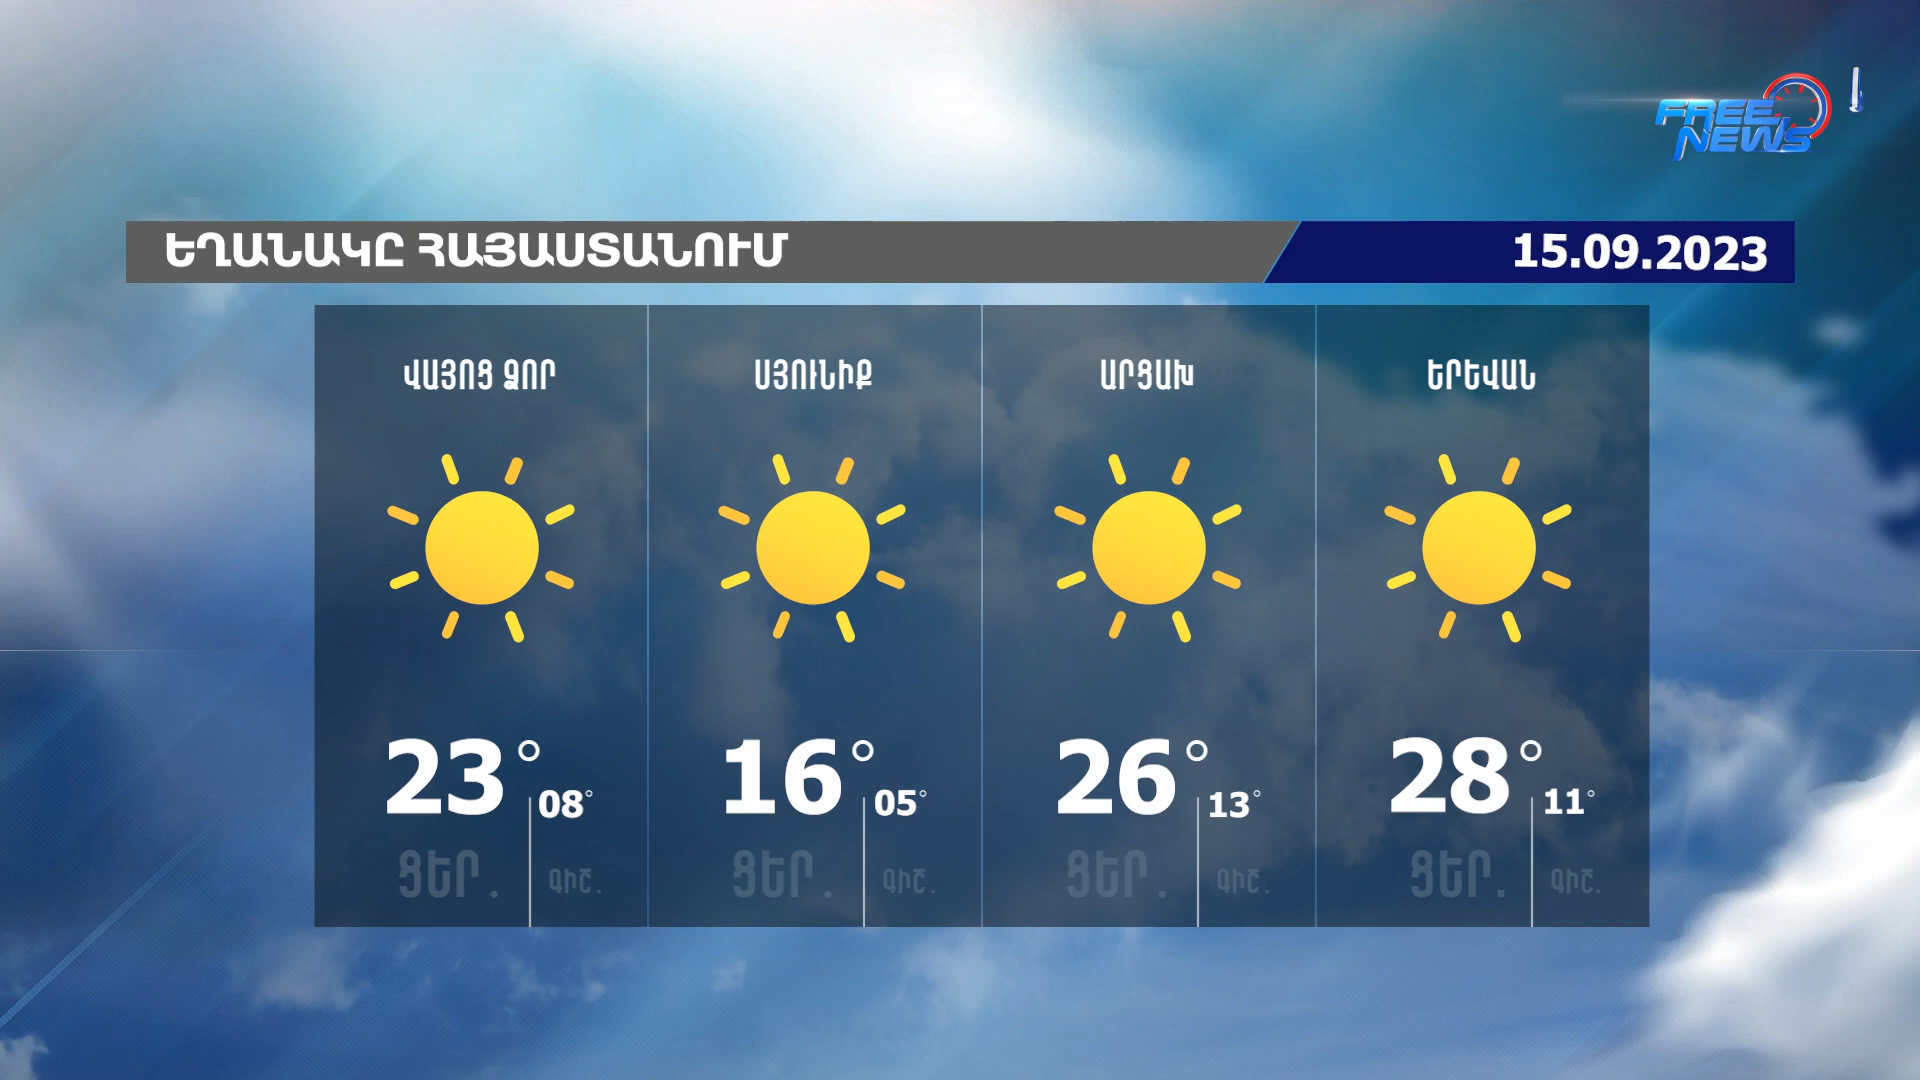 FREE
NEWS
ԵՂԱՆԱԿԸ ՀԱՅԱՍՏԱՆՈՒՄ
15.09.2023
ՎԱՅՈՑ ՁՈՐ
ՍՅՈՒՆԻՔ
ԱՐՑԱԽ
ԵՐԵՎԱՆ
23° 08°
16° 05°
26° 13°
28° 11°
ՑԵՐ. ԳԻՇ.
ՑԵՐ. ԳԻՇ.
ՑԵՐ. ԳԻՇ.
ՑԵՐ. ԳԻՇ.